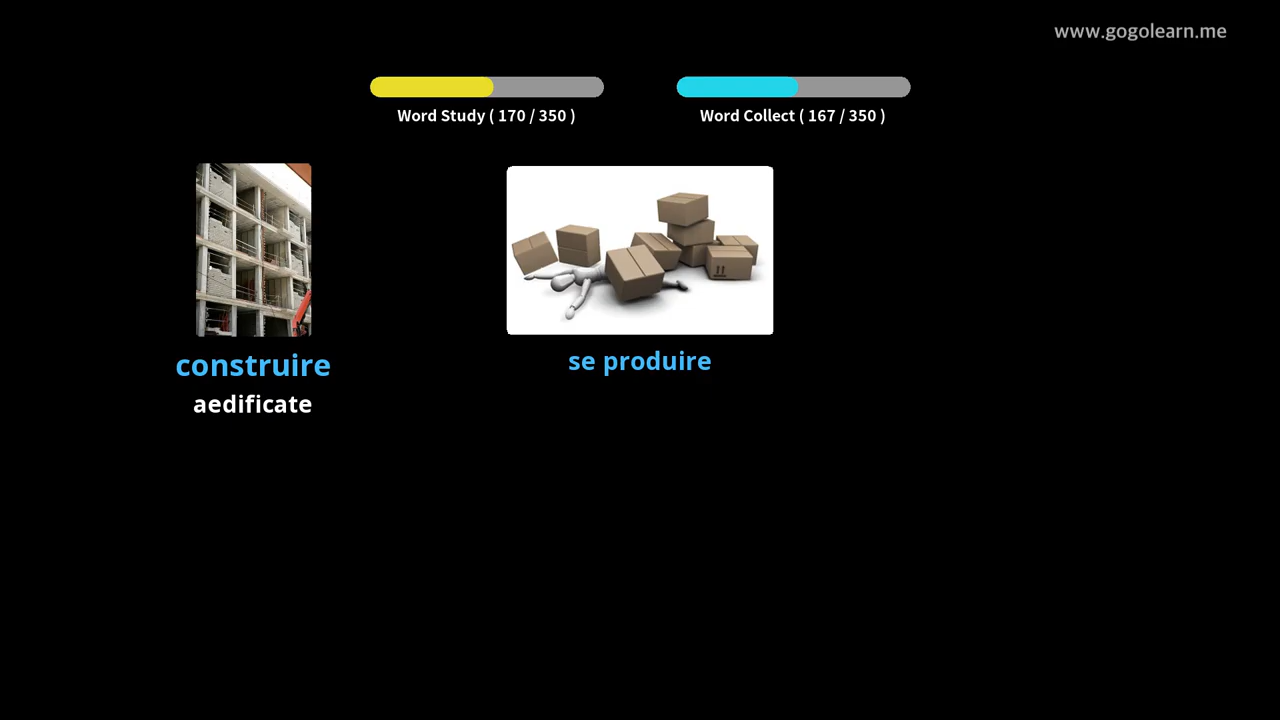 www.gogolearn.me
Word Study ( 170 / 350 )
Word Collect ( 167 / 350 )
construire
aedificate
se produire